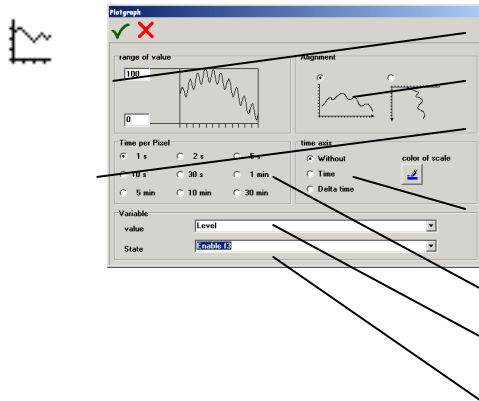 Plotgraph
range of value
100
0
Alignment
Time per Pixel
1 s
2 s
5 s
10 s
30 s
1 min
5 min
10 min
30 min
time axis
Without
Time
Delta time
color of scale
Variable
value
Level
State
Enable f3